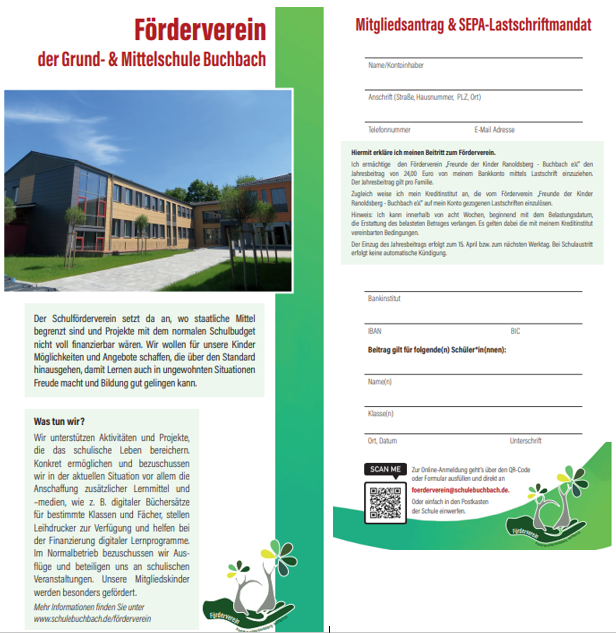 Förderverein
der Grund- & Mittelschule Buchbach
Der Schulförderverein setzt da an, wo staatliche Mittel
begrenzt sind und Projekte mit dem normalen Schulbudget
nicht voll finanzierbar wären. Wir wollen für unsere Kinder
Möglichkeiten und Angebote schaffen, die über den Standard
hinausgehen, damit Lernen auch in ungewohnten Situationen
Freude macht und Bildung gut gelingen kann.
Was tun wir?
Wir unterstützen Aktivitäten und Projekte,
die das schulische Leben bereichern.
Konkret ermöglichen und bezuschussen
wir in der aktuellen Situation vor allem die
Anschaffung zusätzlicher Lernmittel und
–medien, wie z. B. digitaler Büchersätze
für bestimmte Klassen und Fächer, stellen
Leihdrucker zur Verfügung und helfen bei
der Finanzierung digitaler Lernprogramme.
Im Normalbetrieb bezuschussen wir Aus-
flüge und beteiligen uns an schulischen
Veranstaltungen. Unsere Mitgliedskinder
werden besonders gefördert.
Mehr Informationen finden Sie unter
www.schulebuchbach.de/förderverein
Förderverein
Mitgliedsantrag & SEPA-Lastschriftmandat
Name/Kontoinhaber
Anschrift (Straße, Hausnummer, PLZ, Ort)
Telefonnummer E-Mail Adresse
Hiermit erkläre ich meinen Beitritt zum Förderverein.
Ich ermächtige den Förderverein „Freunde der Kinder Ranoldsberg - Buchbach e.V." den
Jahresbeitrag von 24,00 Euro von meinem Bankkonto mittels Lastschrift einzuziehen.
Der Jahresbeitrag gilt pro Familie.
Zugleich weise ich mein Kreditinstitut an, die vom Förderverein „Freunde der Kinder
Ranoldsberg - Buchbach e.V." auf mein Konto gezogenen Lastschriften einzulösen.
Hinweis: Ich kann innerhalb von acht Wochen, beginnend mit dem Belastungsdatum,
die Erstattung des belasteten Betrages verlangen. Es gelten dabei die mit meinem Kreditinstitut
vereinbarten Bedingungen.
Der Einzug des Jahresbeitrags erfolgt zum 15. April bzw. zum nächsten Werktag. Bei Schulaustritt
erfolgt keine automatische Kündigung.
Bankinstitut
IBAN BIC
Beitrag gilt für folgende(n) Schüler*in(nnen):
Name(n)
Klasse(n)
Ort, Datum Unterschrift
SCAN ME
Zur Online-Anmeldung geht's über den QR-Code
oder Formular ausfüllen und direkt an
foerderverein@schulebuchbach.de.
Oder einfach in den Postkasten
der Schule einwerfen.
Förderverein